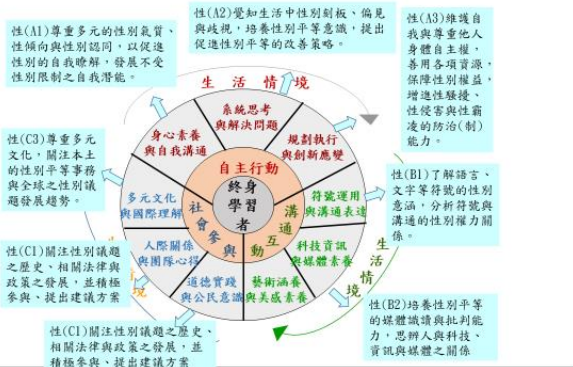 性(A1)尊重多元的性別氣質、
性傾向與性別認同，以促進
性別的自我瞭解，發展不受
性別限制之自我潛能。
性(A2)覺知生活中性別刻板、偏見
與歧視，培養性別平等意識，提出
促進性別平等的改善策略。
性(A3)維護自
我與尊重他人
身體自主權，
善用各項資源，
保障性別權益，
增進性騷擾、
性侵害與性霸
凌的防治(制)
能力。
生活情境
系統思考
與解決問題
身心素養
與自我溝通
規劃執行
與創新應變
性(C3)尊重多元
文化，關注本土
的性別平等事務
與全球之性別議
題發展趨勢。
自主行動
終身
學習
者
社會參與
溝通互動
多元文化
與國際理解
符號運用
與溝通表達
性(B1)了解語言、
文字等符號的性別
意涵，分析符號與
溝通的性別權力關
係。
人際關係
與團隊心得
科技資訊
與媒體素養
道德實踐
與公民意識
藝術涵養
與美感素養
生活情境
性(C1)關注性別議題
之歷史、相關法律與
政策之發展，並積極
參與、提出建議方案
境
性(B2)培養性別平等
的媒體識讀與批判能
力，思辨人與科技、
資訊與媒體之關係
性(C1)關注性別議題之歷史、
相關法律與政策之發展，並
積極參與、提出建議方案